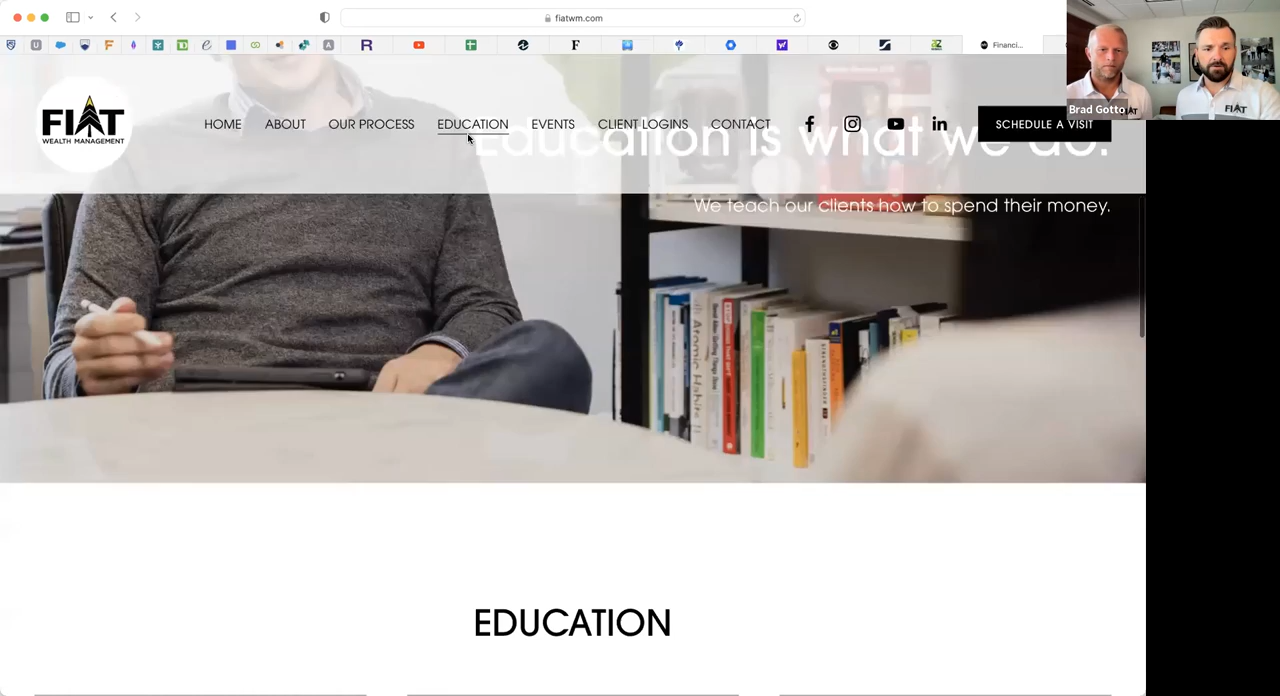 fiatwm.com
Financi...
Brad Gotto
FIAT
FIAT
WEALTH MANAGEMENT
HOME
ABOUT
OUR PROCESS
EDUCATION
EVENTS
CLIENT LOGINS
CONTACT
SCHEDULE A VISIT
Education is what we do.
We teach our clients how to spend their money.
Atomic Habits
EDUCATION